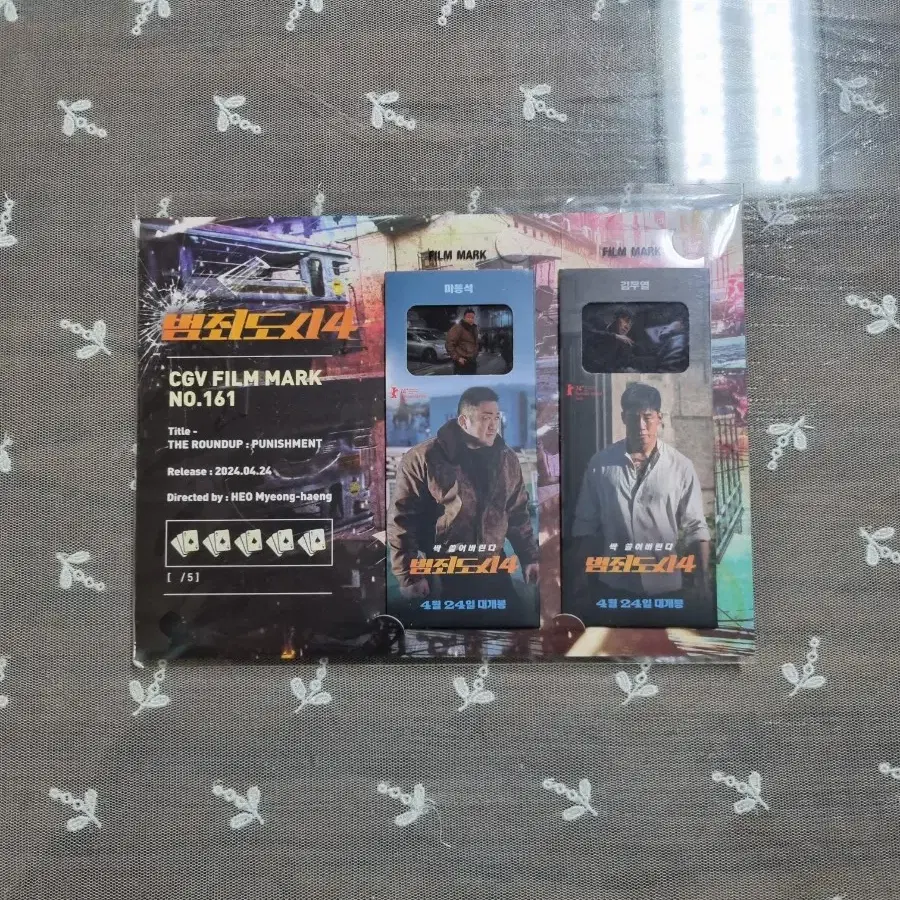 범죄도시4
CGV FILM MARK
NO.161
Title -
THE ROUNDUP : PUNISHMENT
Release : 2024.04.24
Directed by : HEO Myeong-haeng
[ /5]
FILM MARK
마동석
싹 쓸어버린다
범죄도시4
4월 24일 대개봉
FILM MARK
김무열
싹 쓸어버린다
범죄도시4
4월 24일 대개봉